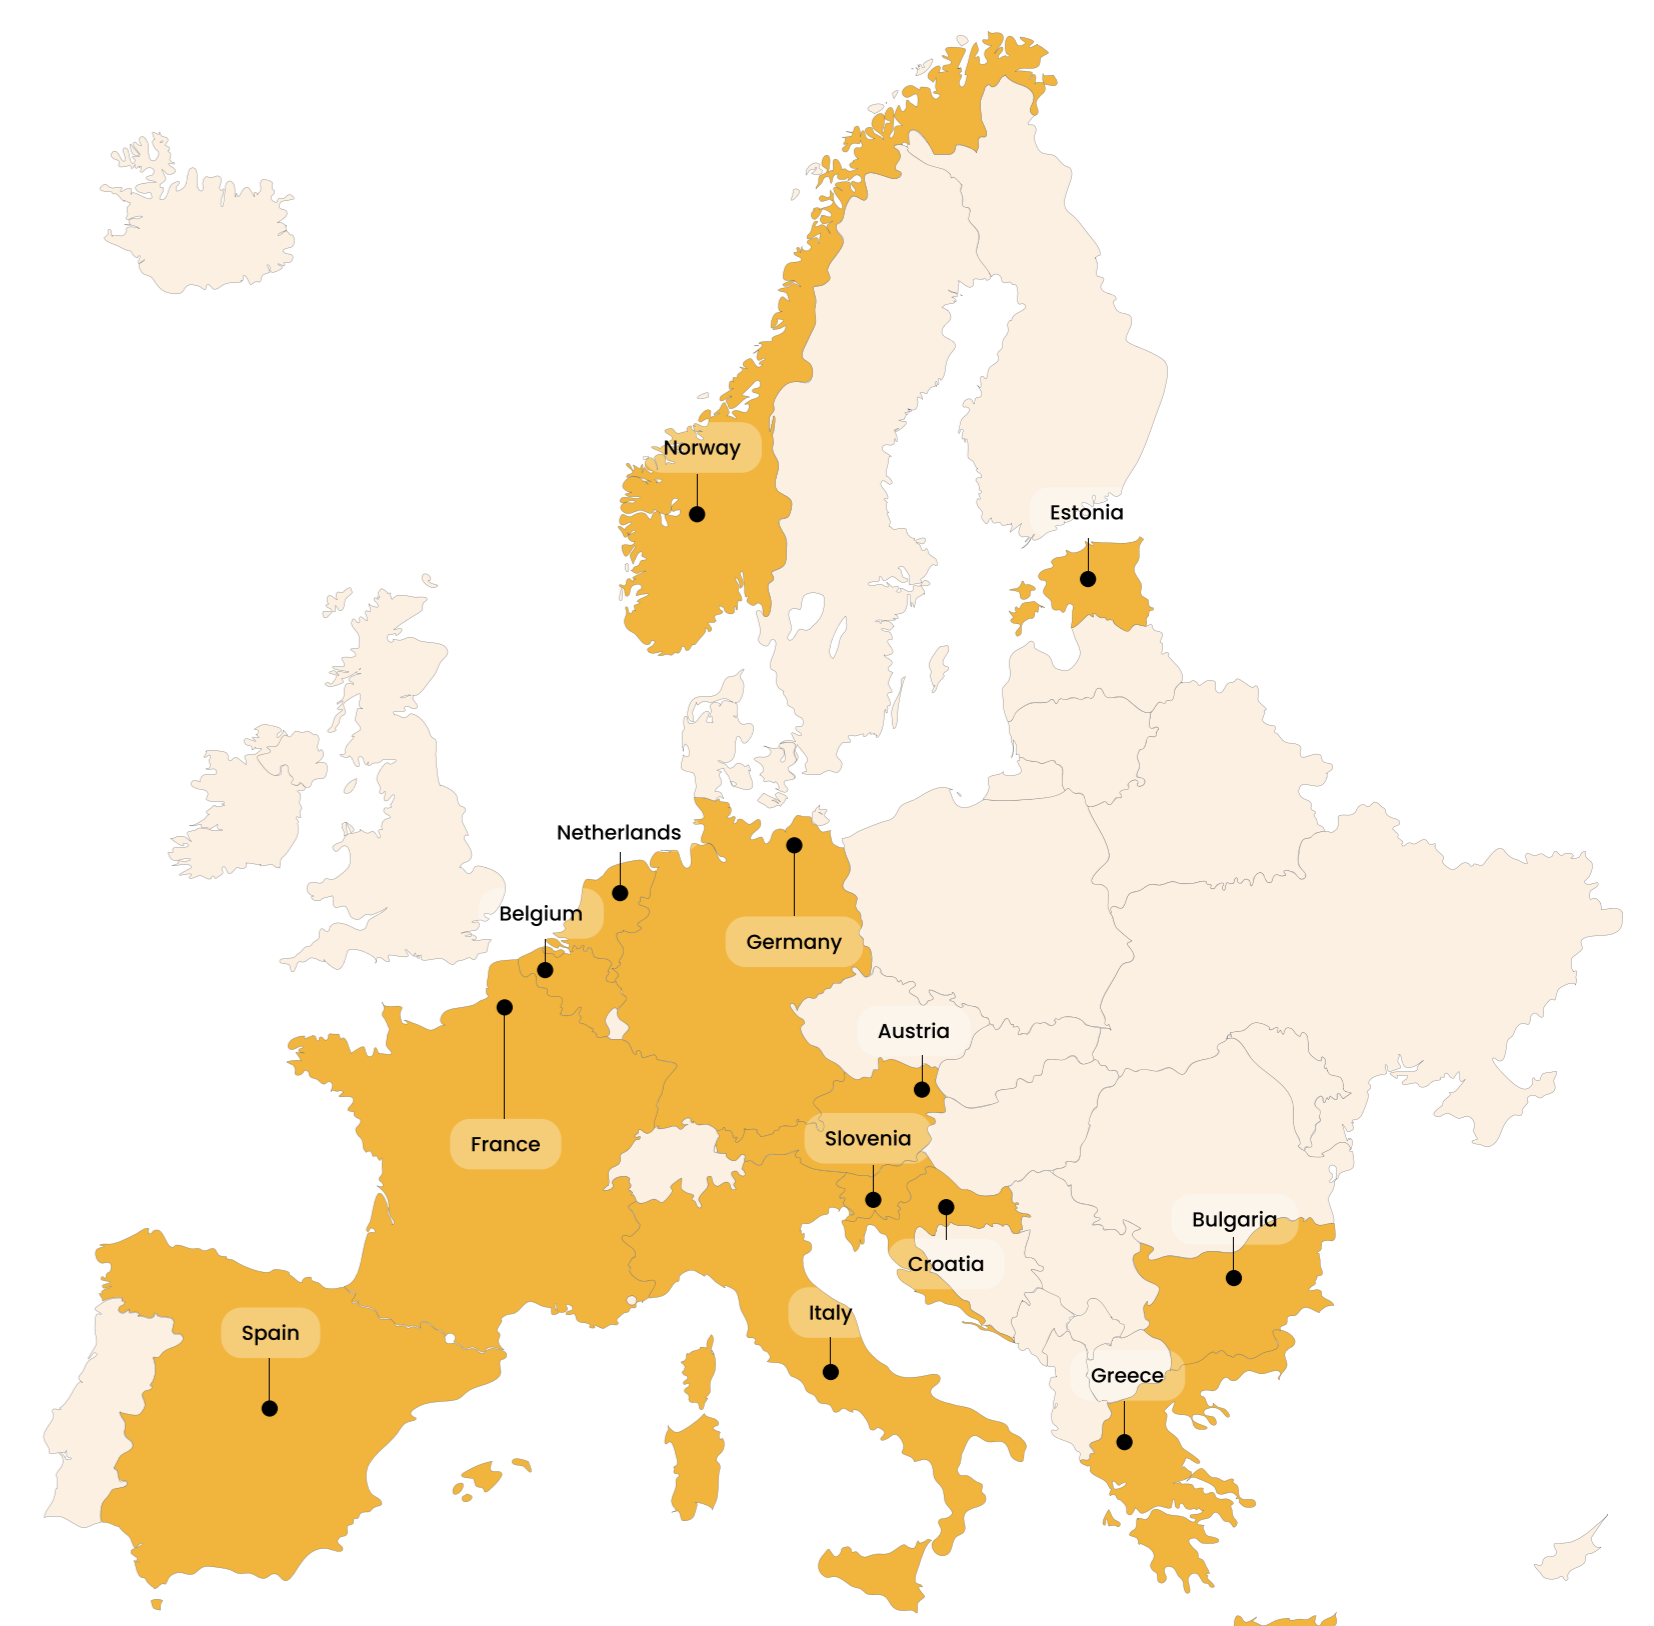 Norway
Estonia
Netherlands
Belgium
Germany
Austria
France
Slovenia
Bulgaria
Croatia
Italy
Spain
Greece